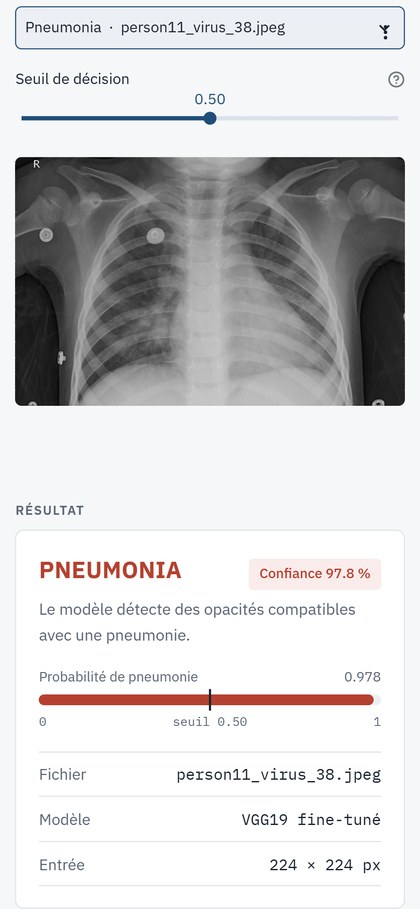 Pneumonia · person11_virus_38.jpeg
Seuil de décision
?
0.50
R
RÉSULTAT
PNEUMONIA
Confiance 97.8 %
Le modèle détecte des opacités compatibles
avec une pneumonie.
Probabilité de pneumonie 0.978
0 seuil 0.50 1
Fichier person11_virus_38.jpeg
Modèle VGG19 fine-tuné
Entrée 224 × 224 px